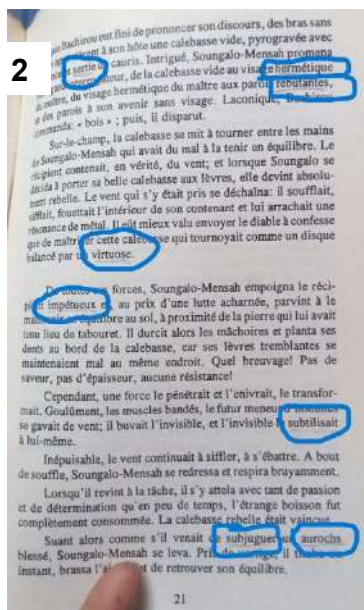 2
Bachirou eut fini de prononcer son discours, des bras sans
à son hôte une calebasse vide, pyrogravée avec
sertie cauris. Intrigué, Soungalo-Mensah promena
de la calebasse vide au visage hermétique
maître, du visage hermétique du maître aux parois rebutantes,
et des parois à son avenir sans visage. Laconique,
commanda: « bois » ; puis, il disparut.
Sur-le-champ, la calebasse se mit à tourner entre les mains
de Soungalo-Mensah qui avait du mal à la tenir en équilibre. Le
récipient contenait, en vérité, du vent; et lorsque Soungalo se
décida à porter sa belle calebasse aux lèvres, elle devint absolu-
ment rebelle. Le vent qui s'y était pris se déchaîna: il soufflait,
sifflait, fouettait l'intérieur de son contenant et lui arrachait une
résonance de métal. Il eût mieux valu envoyer le diable à confesse
que de maîtriser cette calebasse qui tournoyait comme un disque
balancé par un virtuose.
forces, Soungalo-Mensah empoigna le réci-
pient impétueux et, au prix d'une lutte acharnée, parvint à le
équilibre au sol, à proximité de la pierre qui lui avait
tenu lieu de tabouret. Il durcit alors les mâchoires et planta ses
dents au bord de la calebasse, car ses lèvres tremblantes se
maintenaient mal au même endroit. Quel breuvage! Pas de
saveur, pas d'épaisseur, aucune résistance!
Cependant, une force le pénétrait et l'enivrait, le transfor-
mait. Goulûment, les muscles bandés, le futur meneur d'hommes
se gavait de vent; il buvait l'invisible, et l'invisible le subtilisait
à lui-même.
Inépuisable, le vent continuait à siffler, à s'ébattre. A bout
de souffle, Soungalo-Mensah se redressa et respira bruyamment.
Lorsqu'il revint à la tâche, il s'y attela avec tant de passion
et de détermination qu'en peu de temps, l'étrange boisson fut
complètement consommée. La calebasse rebelle était vaincue.
Suant alors comme s'il venait de subjuguer un aurochs
blessé, Soungalo-Mensah se leva. Pris de vertige, il
instant, brassa l'air de retrouver son équilibre.
21